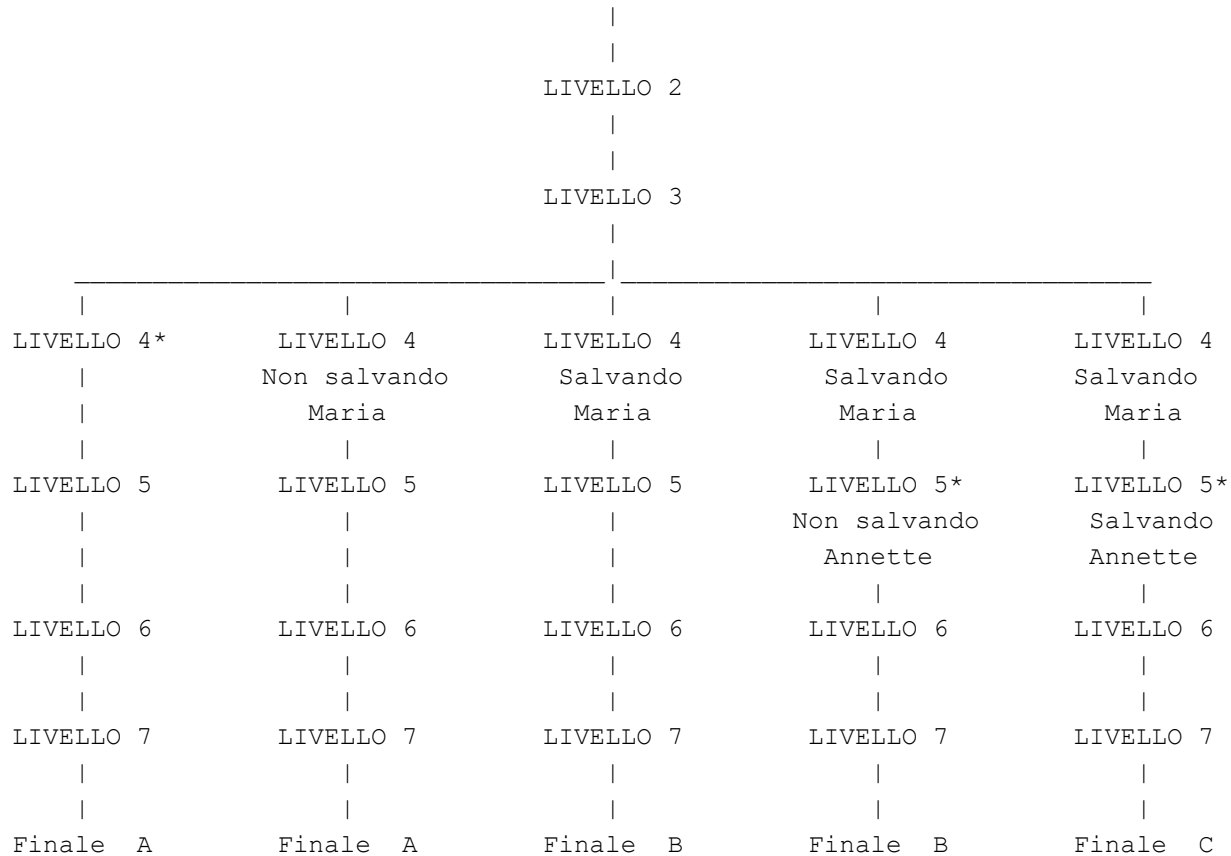 LIVELLO 2
LIVELLO 3
LIVELLO 4* LIVELLO 4 LIVELLO 4 LIVELLO 4 LIVELLO 4
Non salvando Salvando Salvando Salvando
Maria Maria Maria Maria
LIVELLO 5 LIVELLO 5 LIVELLO 5 LIVELLO 5* LIVELLO 5*
Non salvando Salvando
Annette Annette
LIVELLO 6 LIVELLO 6 LIVELLO 6 LIVELLO 6 LIVELLO 6
LIVELLO 7 LIVELLO 7 LIVELLO 7 LIVELLO 7 LIVELLO 7
Finale A Finale A Finale B Finale B Finale C